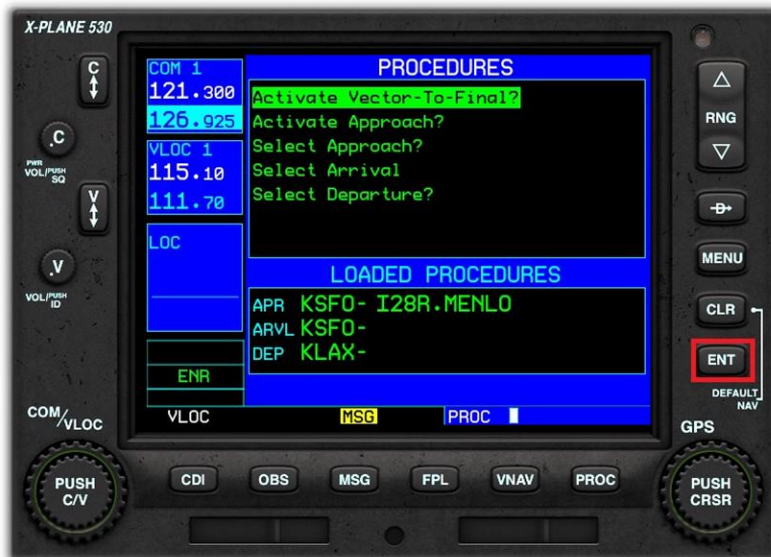 X-PLANE 530
C
.C
PWR
VOL/PUSH SQ
V
.V
VOL/PUSH ID
COM/VLOC
PUSH C/V
COM 1
121.300
126.925
VLOC 1
115.10
111.70
LOC
ENR
VLOC
PROCEDURES
Activate Vector-To-Final?
Activate Approach?
Select Approach?
Select Arrival
Select Departure?
LOADED PROCEDURES
APR KSFO- I28R.MENLO
ARVL KSFO-
DEP KLAX-
MSG
PROC
RNG
D
MENU
CLR
ENT
DEFAULT NAV
GPS
PUSH CRSR
CDI
OBS
MSG
FPL
VNAV
PROC